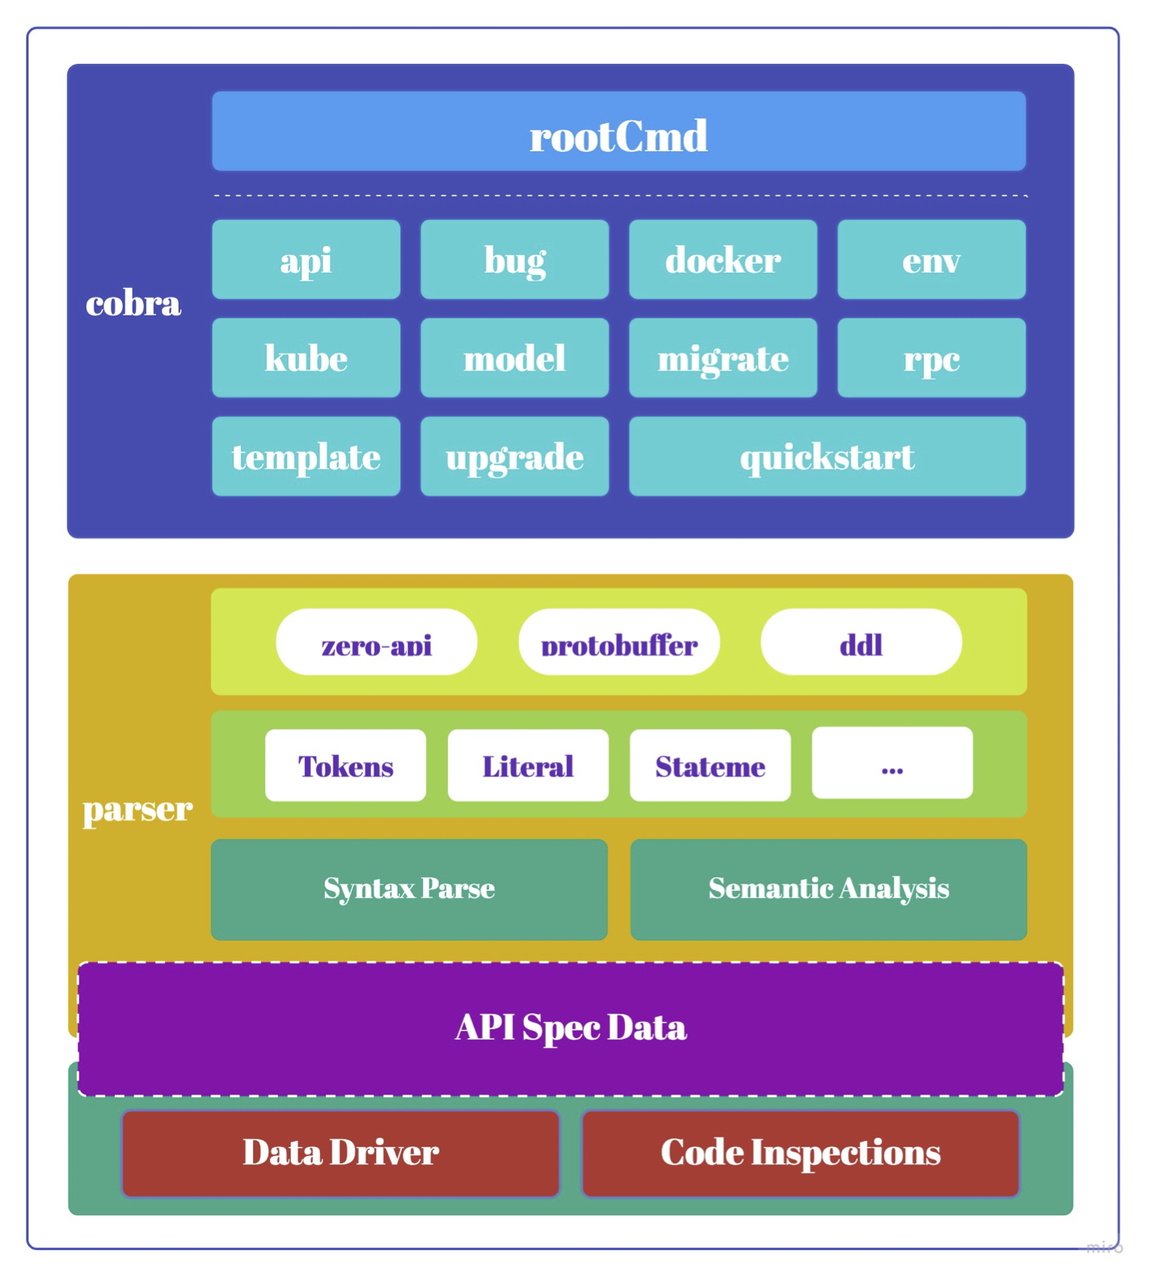 rootCmd
api bug docker env
cobra
kube model migrate rpc
template upgrade quickstart
zero-api protobuffer ddl
Tokens Literal Stateme ...
parser
Syntax Parse Semantic Analysis
API Spec Data
Data Driver Code Inspections
miro